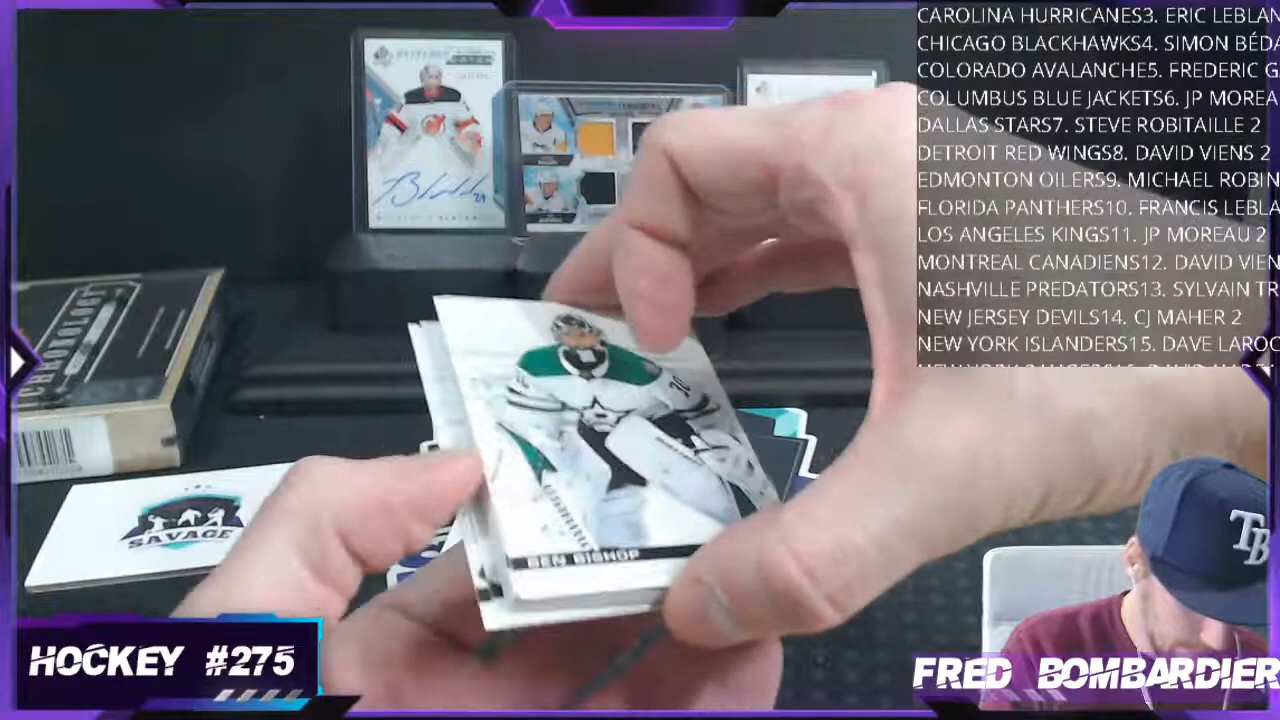 CAROLINA HURRICANES3. ERIC LEBLAN
CHICAGO BLACKHAWKS4. SIMON BÉDA
COLORADO AVALANCHE5. FREDERIC G
COLUMBUS BLUE JACKETS6. JP MOREA
DALLAS STARS7. STEVE ROBITAILLE 2
DETROIT RED WINGS8. DAVID VIENS 2
EDMONTON OILERS9. MICHAEL ROBIN
FLORIDA PANTHERS10. FRANCIS LEBLA
LOS ANGELES KINGS11. JP MOREAU 2
MONTREAL CANADIENS12. DAVID VIEN
NASHVILLE PREDATORS13. SYLVAIN TR
NEW JERSEY DEVILS14. CJ MAHER 2
NEW YORK ISLANDERS15. DAVE LAROC
CHRONOLOGY
SAVAGE
BEN BISHOP
TB
HOCKEY #275
FRED BOMBARDIER